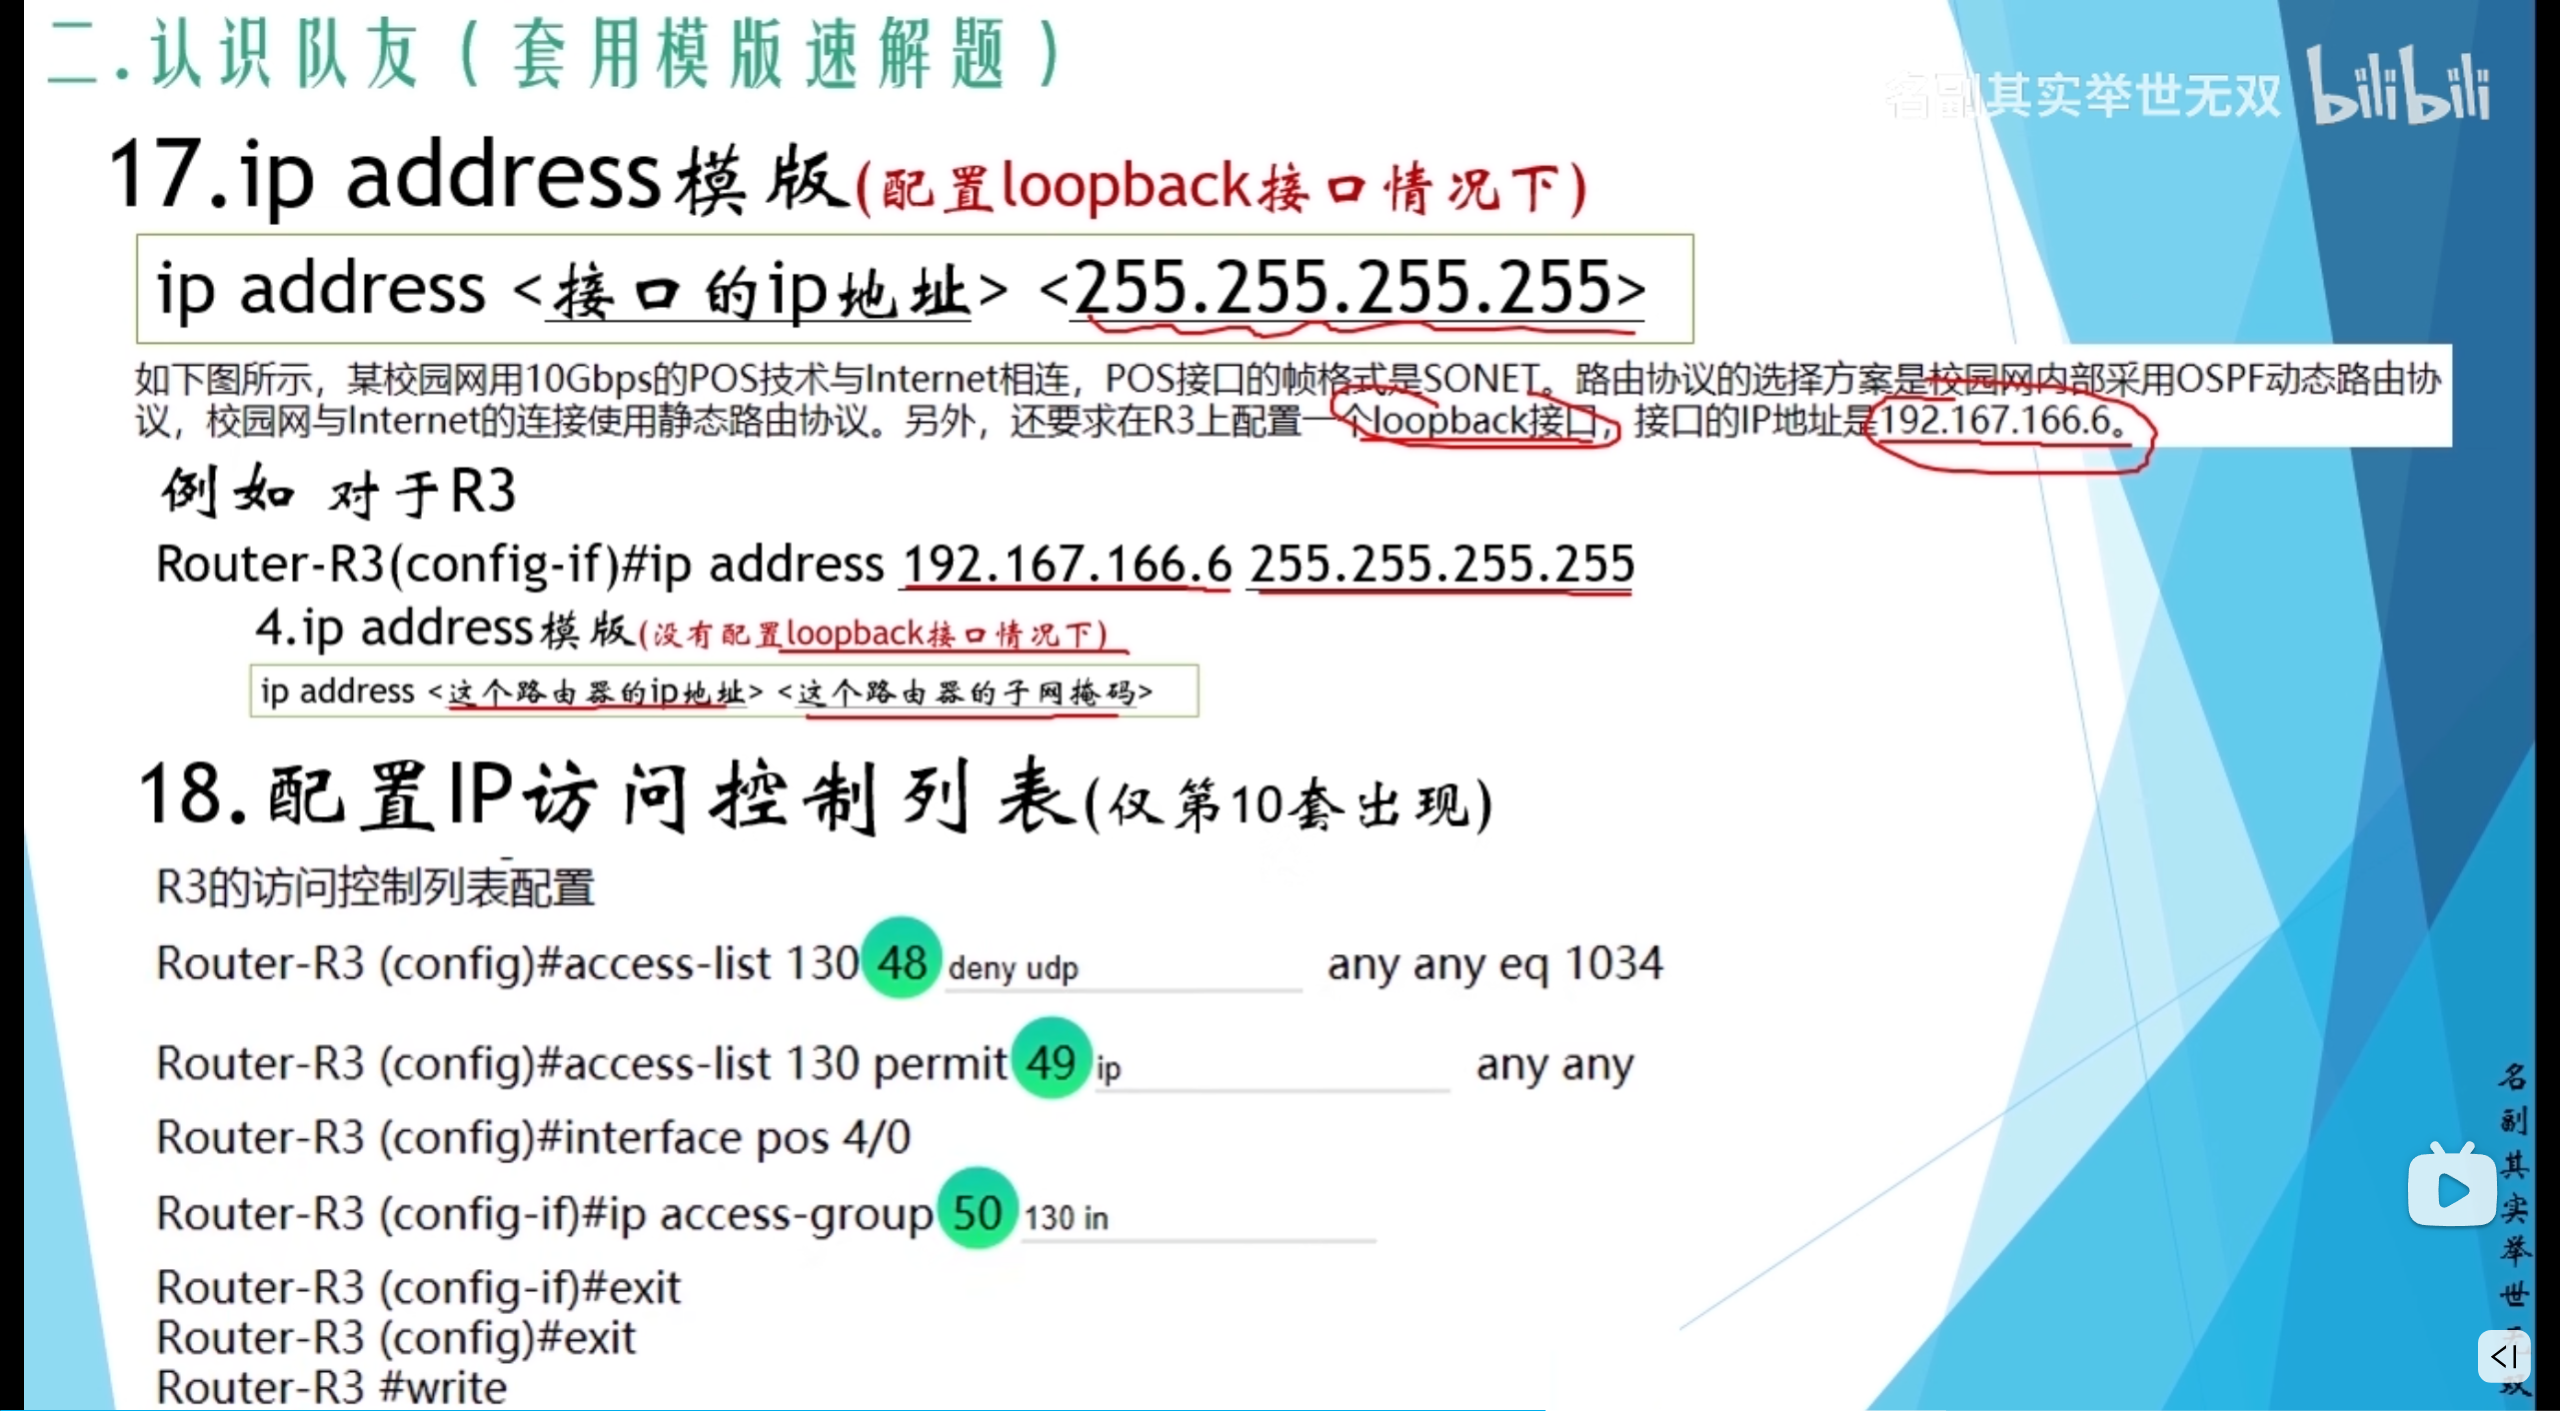 二.认识队友（套用模版速解题）
名副其实举世无双 bilibili
17.ip address模版(配置loopback接口情况下)
ip address <接口的ip地址> <255.255.255.255>
如下图所示，某校园网用10Gbps的POS技术与Internet相连，POS接口的帧格式是SONET。路由协议的选择方案是校园网内部采用OSPF动态路由协
议，校园网与Internet的连接使用静态路由协议。另外，还要求在R3上配置一个loopback接口，接口的IP地址是192.167.166.6。
例如 对于R3
Router-R3(config-if)#ip address 192.167.166.6 255.255.255.255
4.ip address模版(没有配置loopback接口情况下)
ip address <这个路由器的ip地址> <这个路由器的子网掩码>
18.配置IP访问控制列表(仅第10套出现)
R3的访问控制列表配置
Router-R3 (config)#access-list 130 48 deny udp any any eq 1034
Router-R3 (config)#access-list 130 permit 49 ip any any
Router-R3 (config)#interface pos 4/0
Router-R3 (config-if)#ip access-group 50 130 in
Router-R3 (config-if)#exit
Router-R3 (config)#exit
Router-R3 #write
名副其实举世无双